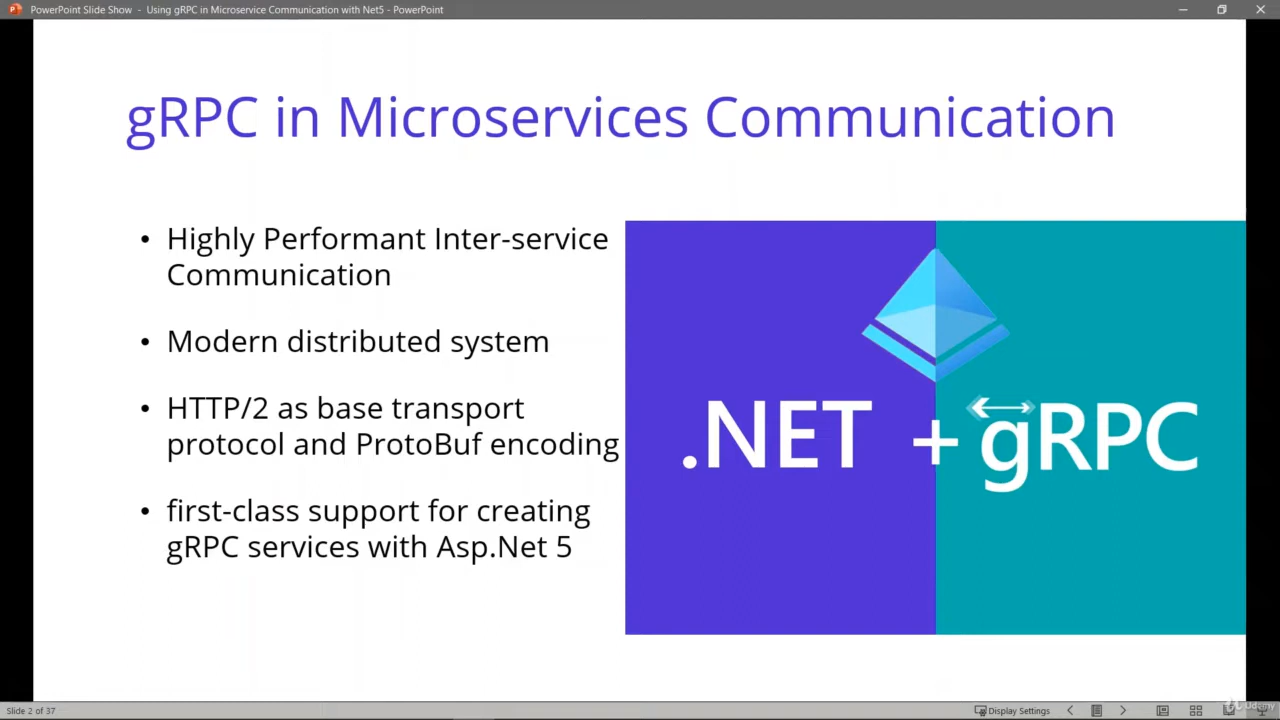 PowerPoint Slide Show - Using gRPC in Microservice Communication with Net5 - PowerPoint
gRPC in Microservices Communication
• Highly Performant Inter-service
Communication
• Modern distributed system
• HTTP/2 as base transport
protocol and ProtoBuf encoding
• first-class support for creating
gRPC services with Asp.Net 5
.NET + gRPC
Slide 2 of 37
Display Settings
Udemy